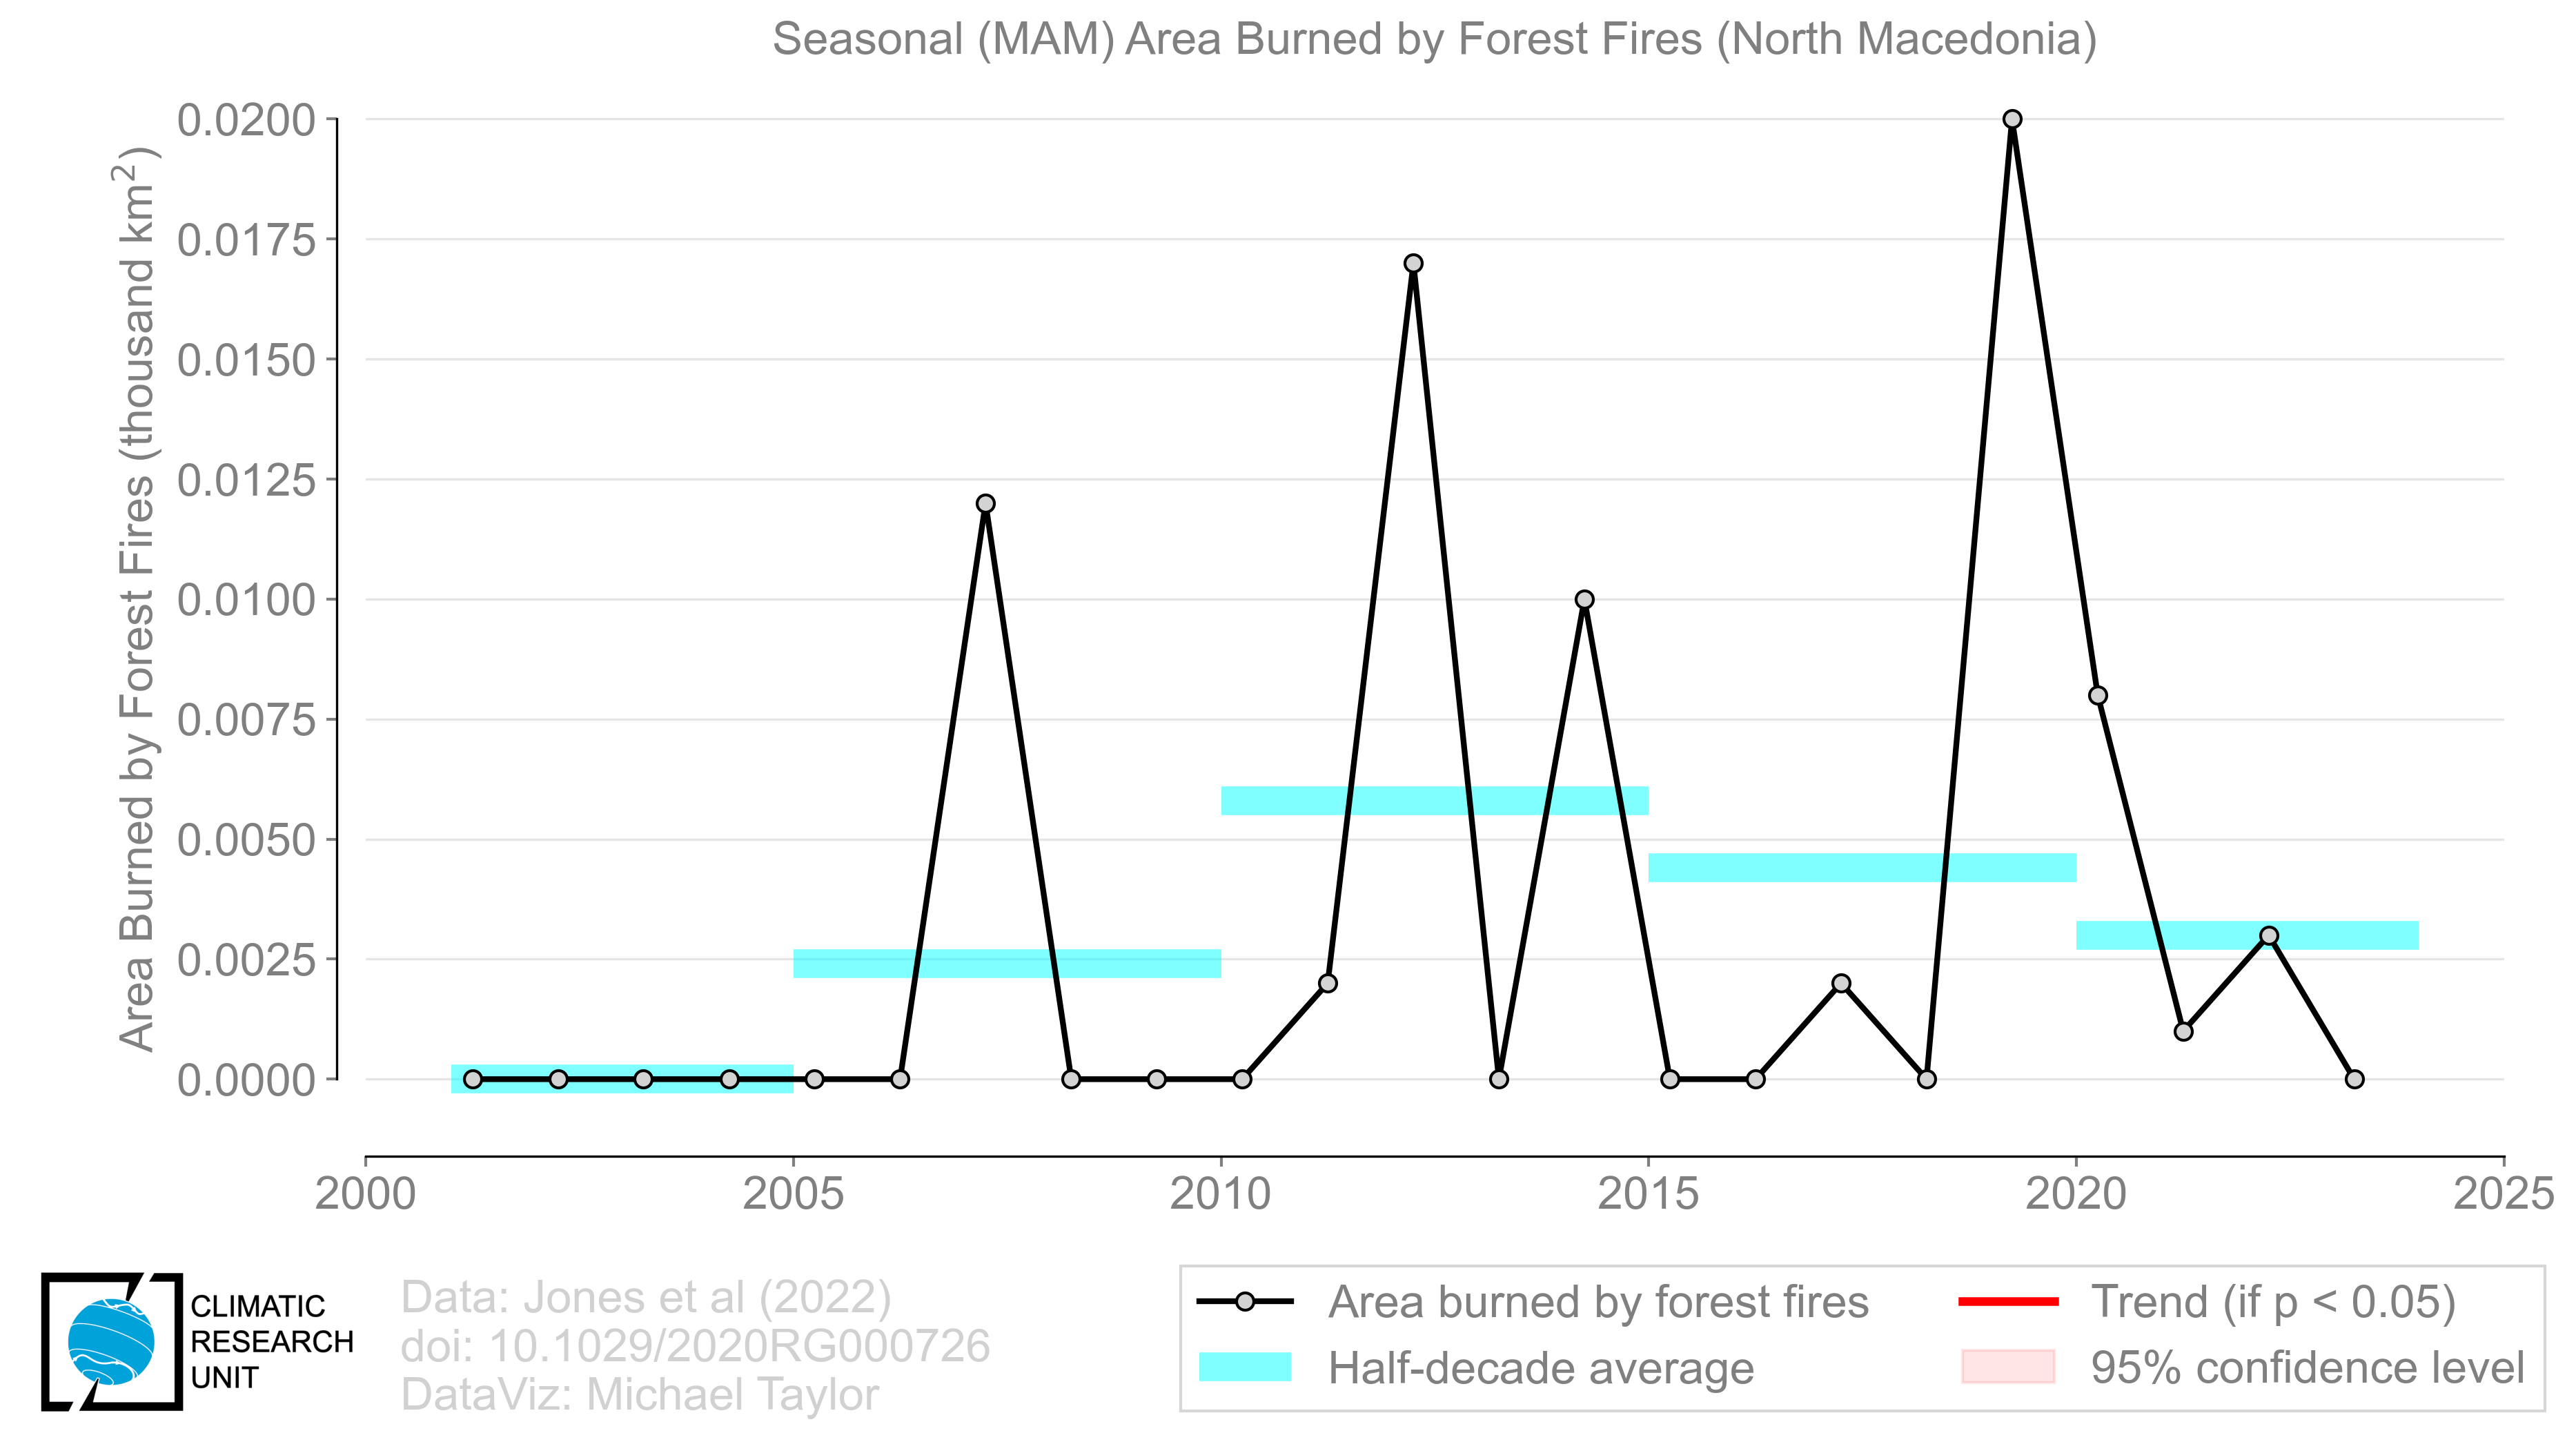 Seasonal (MAM) Area Burned by Forest Fires (North Macedonia)
Area Burned by Forest Fires (thousand km²)
0.0200
0.0175
0.0150
0.0125
0.0100
0.0075
0.0050
0.0025
0.0000
2000 2005 2010 2015 2020 2025
CLIMATIC
RESEARCH
UNIT
Data: Jones et al (2022)
doi: 10.1029/2020RG000726
DataViz: Michael Taylor
Area burned by forest fires
Half-decade average
Trend (if p < 0.05)
95% confidence level